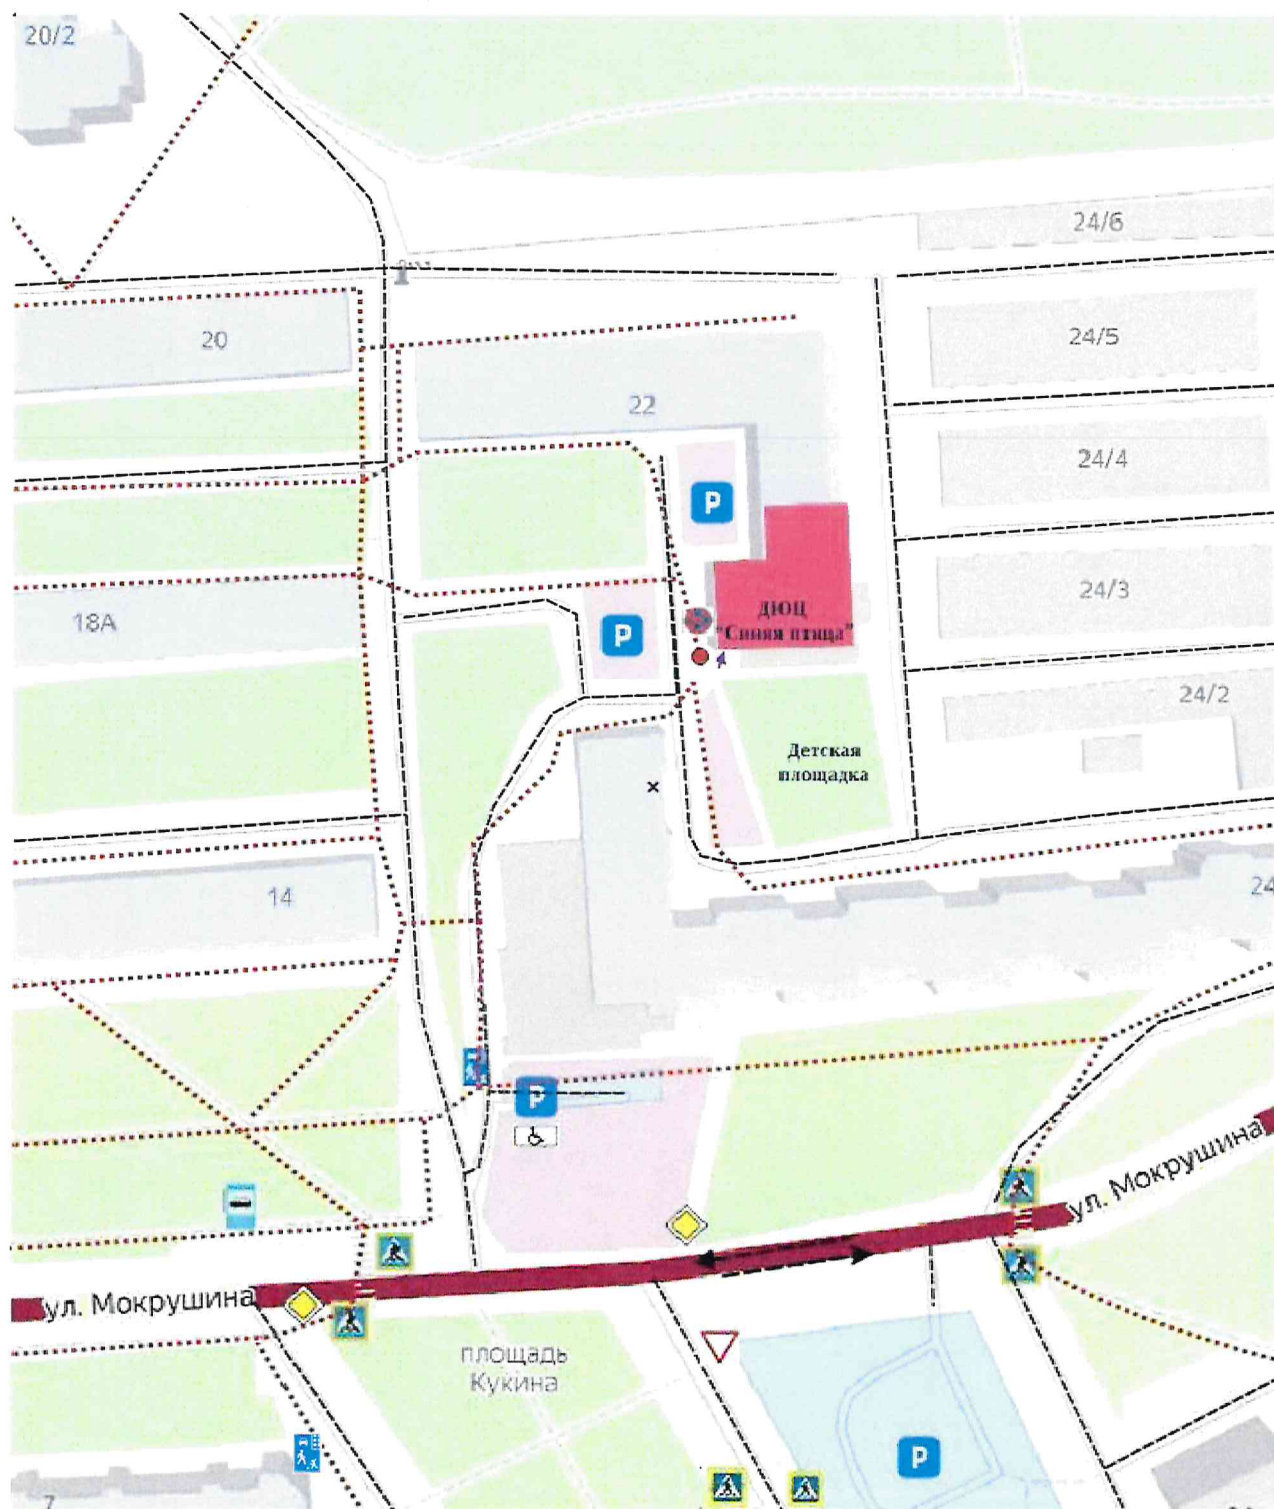 20/2
24/6
20
24/5
22
24/4
P
24/3
18А
ДЮЦ
"Синяя птица"
P
24/2
Детская
площадка
14
24
P
ул. Мокрушина
ул. Мокрушина
площадь
Кукина
P
7